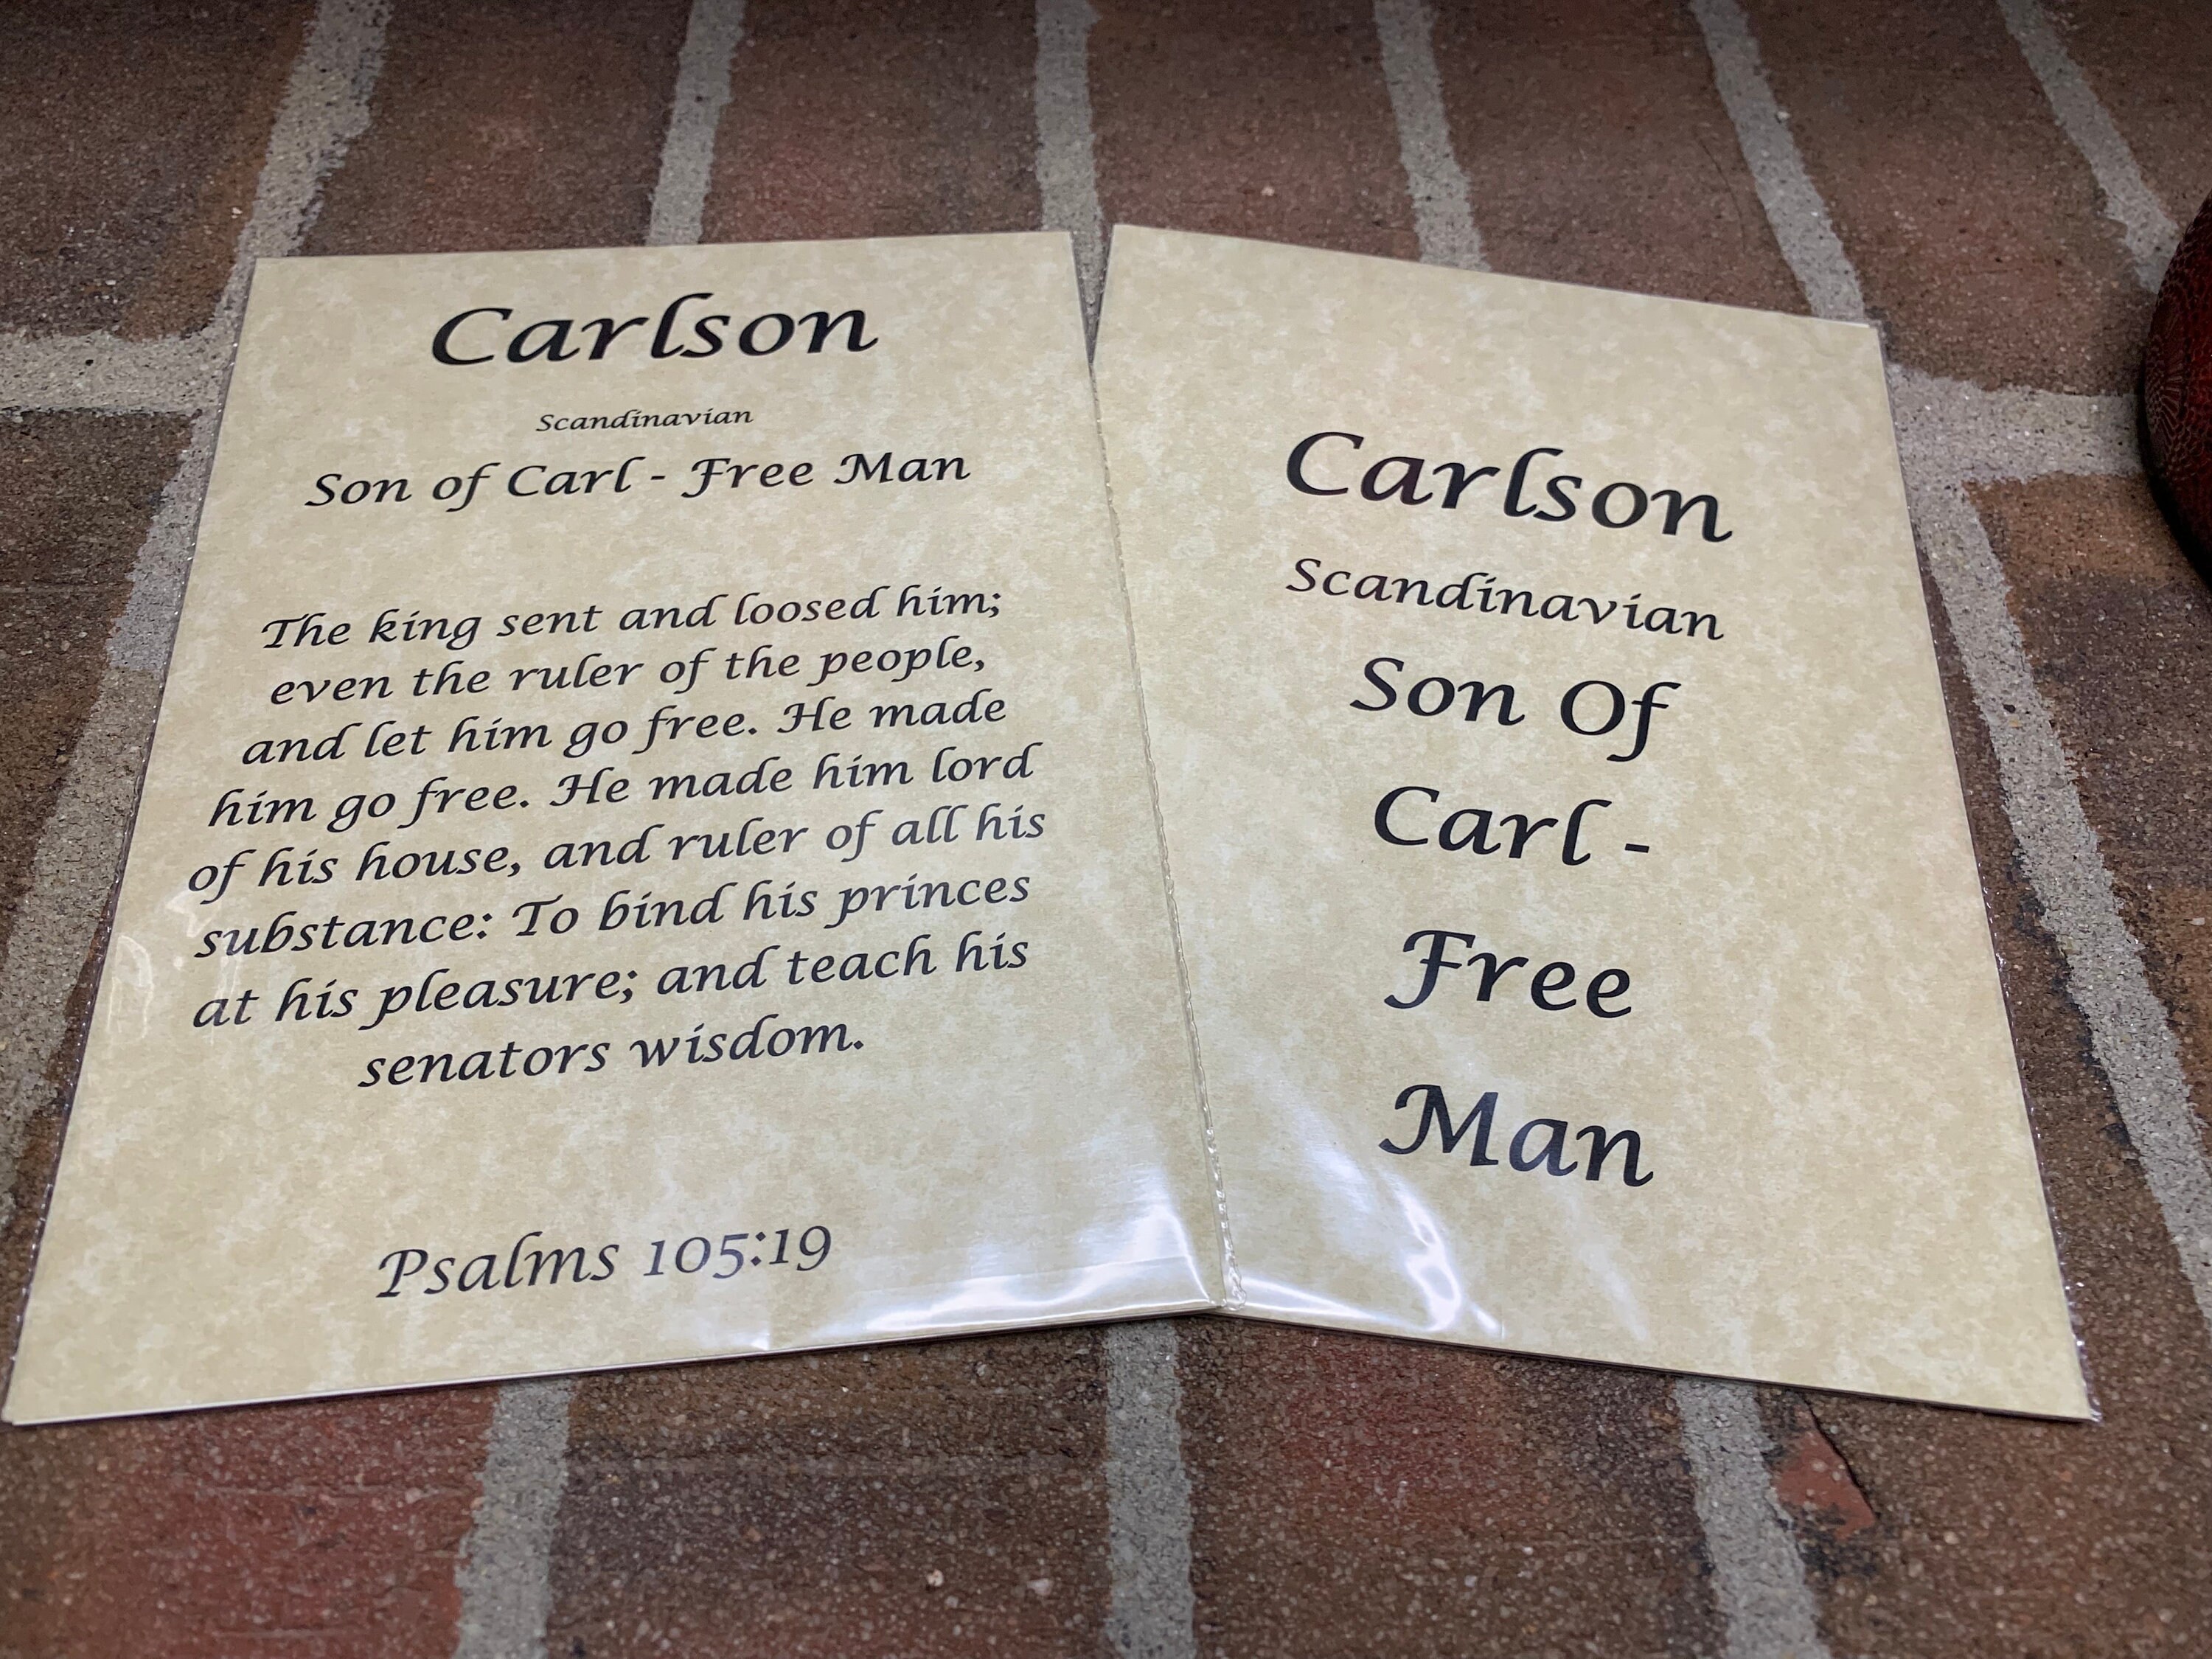 Carlson
Scandinavian
Son of Carl - Free Man
The king sent and loosed him;
even the ruler of the people,
and let him go free. He made
him go free. He made him lord
of his house, and ruler of all his
substance: To bind his princes
at his pleasure; and teach his
senators wisdom.
Psalms 105:19
Carlson
Scandinavian
Son Of
Carl -
Free
Man